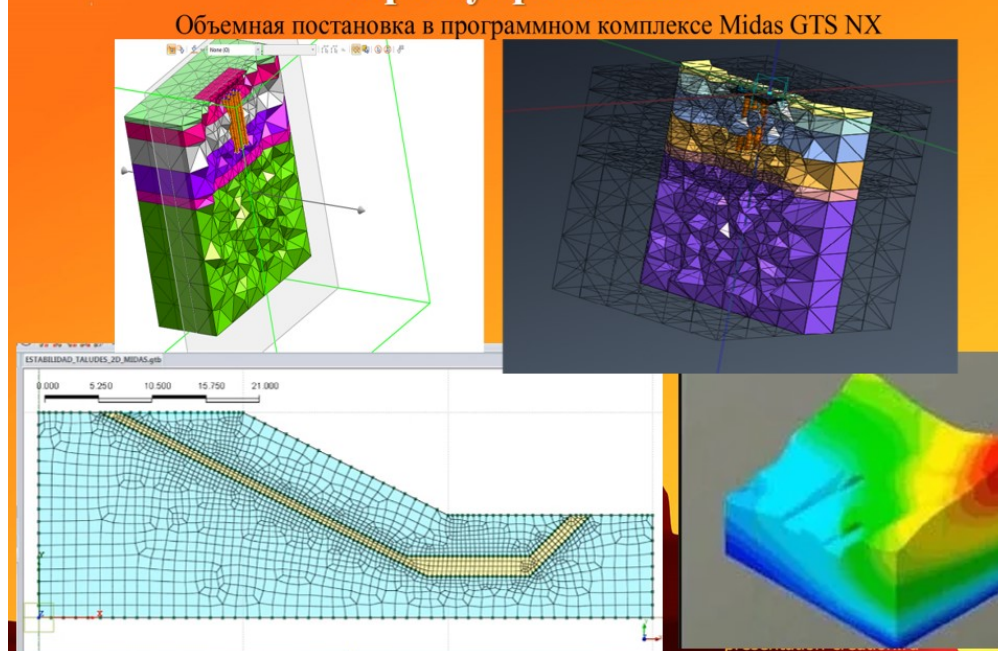 Объемная постановка в программном комплексе Midas GTS NX
None (0)
ESTABILIDAD_TALUDES_2D_MIDAS.gtb
0.000 5.250 10.500 15.750 21.000
Y
Z X